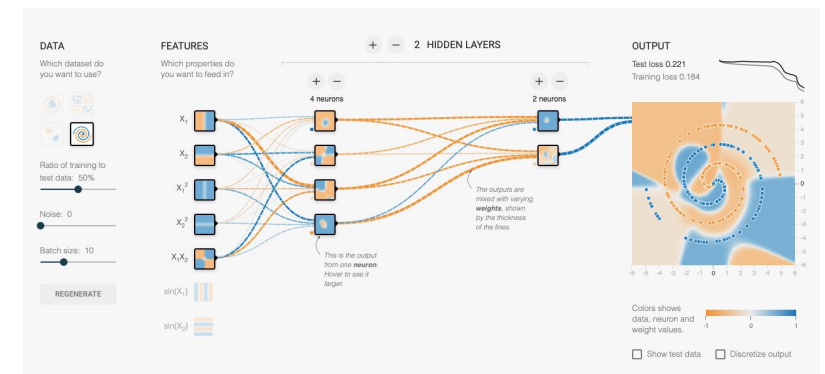 DATA
Which dataset do
you want to use?
Ratio of training to
test data: 50%
Noise: 0
Batch size: 10
REGENERATE
FEATURES
Which properties do
you want to feed in?
X1
X2
X1²
X2²
X1X2
sin(X1)
sin(X2)
+ − 2 HIDDEN LAYERS
+ −
4 neurons
+ −
2 neurons
This is the output
from one neuron.
Hover to see it
larger.
The outputs are
mixed with varying
weights, shown
by the thickness
of the lines.
OUTPUT
Test loss 0.221
Training loss 0.184
6
5
4
3
2
1
0
-1
-2
-3
-4
-5
-6
-6 -5 -4 -3 -2 -1 0 1 2 3 4 5 6
Colors shows
data, neuron and
weight values.
-1 0 1
Show test data
Discretize output